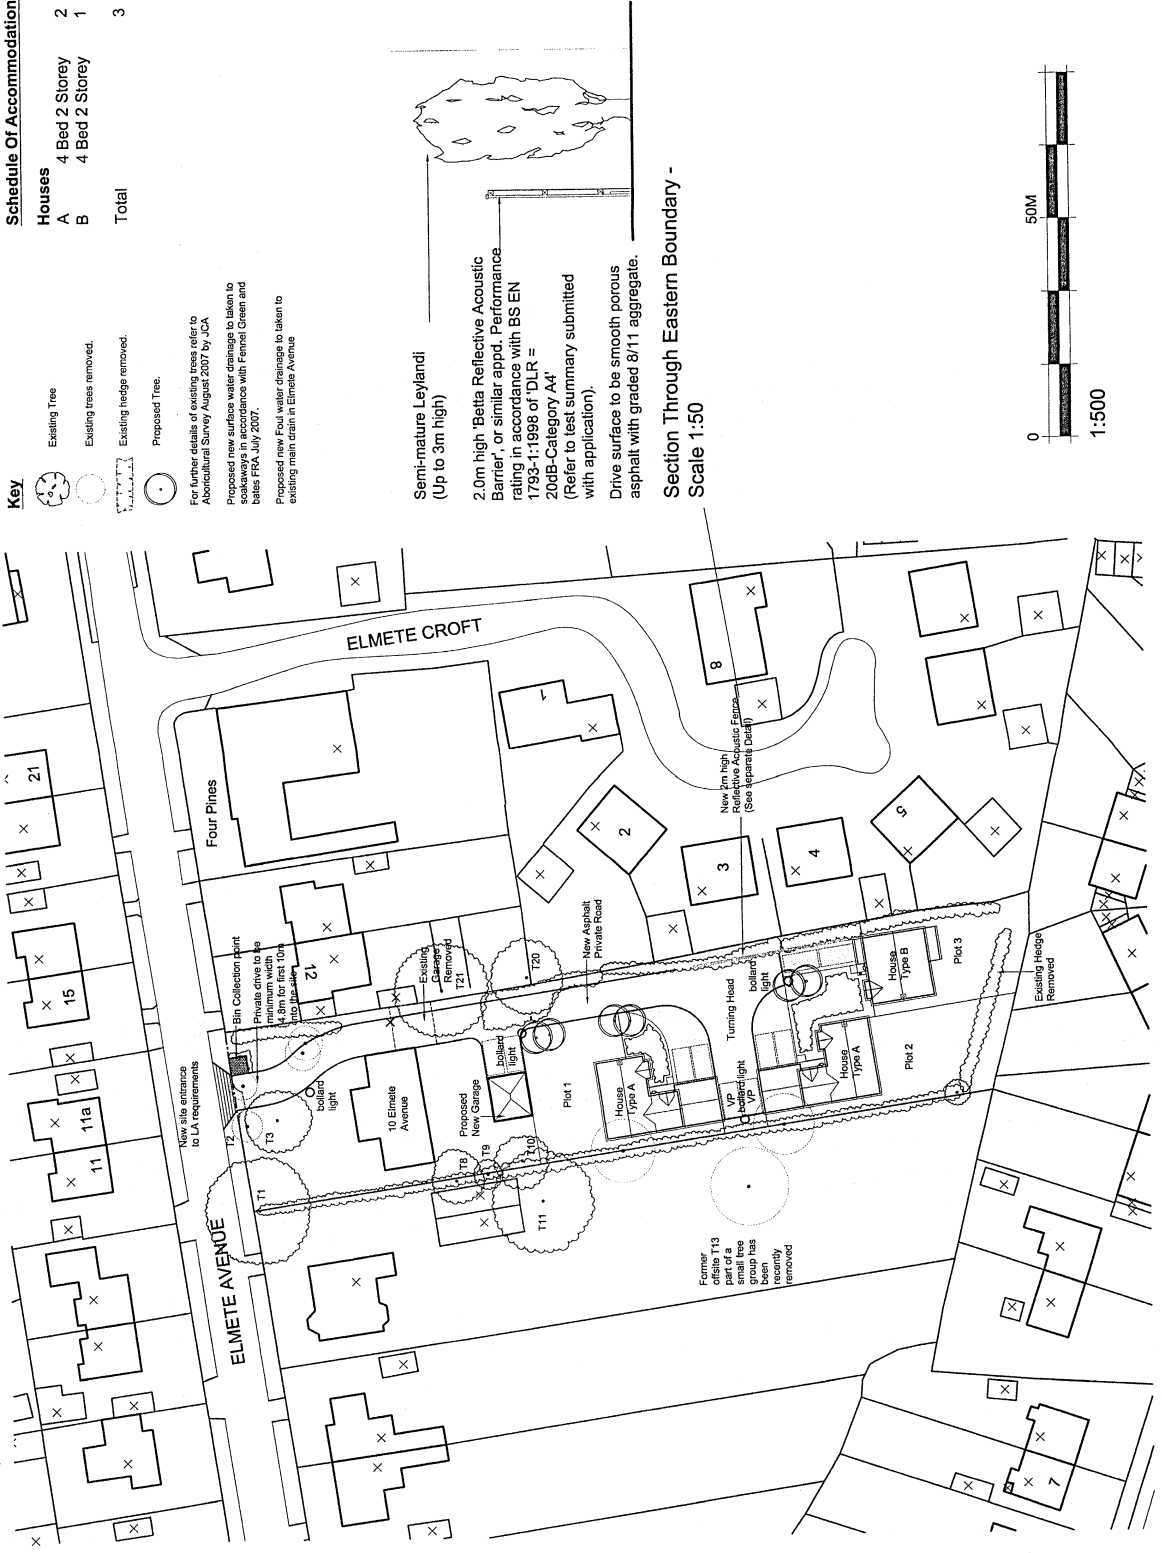 Schedule Of Accommodation
Houses
A 4 Bed 2 Storey 2
B 4 Bed 2 Storey 1
Total 3
Key
Existing Tree
Existing trees removed.
Existing hedge removed.
Proposed Tree.
For further details of existing trees refer to
Aboricultural Survey August 2007 by JCA
Proposed new surface water drainage to taken to
soakaways in accordance with Fennel Green and
bates FRA July 2007.
Proposed new Foul water drainage to taken to
existing main drain in Elmete Avenue
Semi-mature Leylandi
(Up to 3m high)
2.0m high 'Betta Reflective Acoustic
Barrier', or similar appd. Performance
rating in accordance with BS EN
1793-1:1998 of 'DLR =
20dB-Category A4'
(Refer to test summary submitted
with application).
Drive surface to be smooth porous
asphalt with graded 8/11 aggregate.
Section Through Eastern Boundary -
Scale 1:50
0
50M
1:500
21
15
11a
11
ELMETE AVENUE
ELMETE CROFT
Four Pines
New site entrance
to LA requirements
Bin Collection point
Private drive to be
minimum width
4.8m for first 10m
into the site
12
T1
T2
T3
bollard
light
10 Elmete
Avenue
Existing
Garage
Removed
T21
T20
Proposed
New Garage
bollard
light
T8
T9
T10
T11
New Asphalt
Private Road
Plot 1
House
Type A
Turning Head
VP
VP
bollard light
bollard
light
New 2m high
Reflective Acoustic Fence
(See separate Detail)
House
Type A
Plot 2
House
Type B
Plot 3
Existing Hedge
Removed
Former
offsite T13
part of a
small tree
group has
been
recently
removed
1
2
3
4
5
8
7